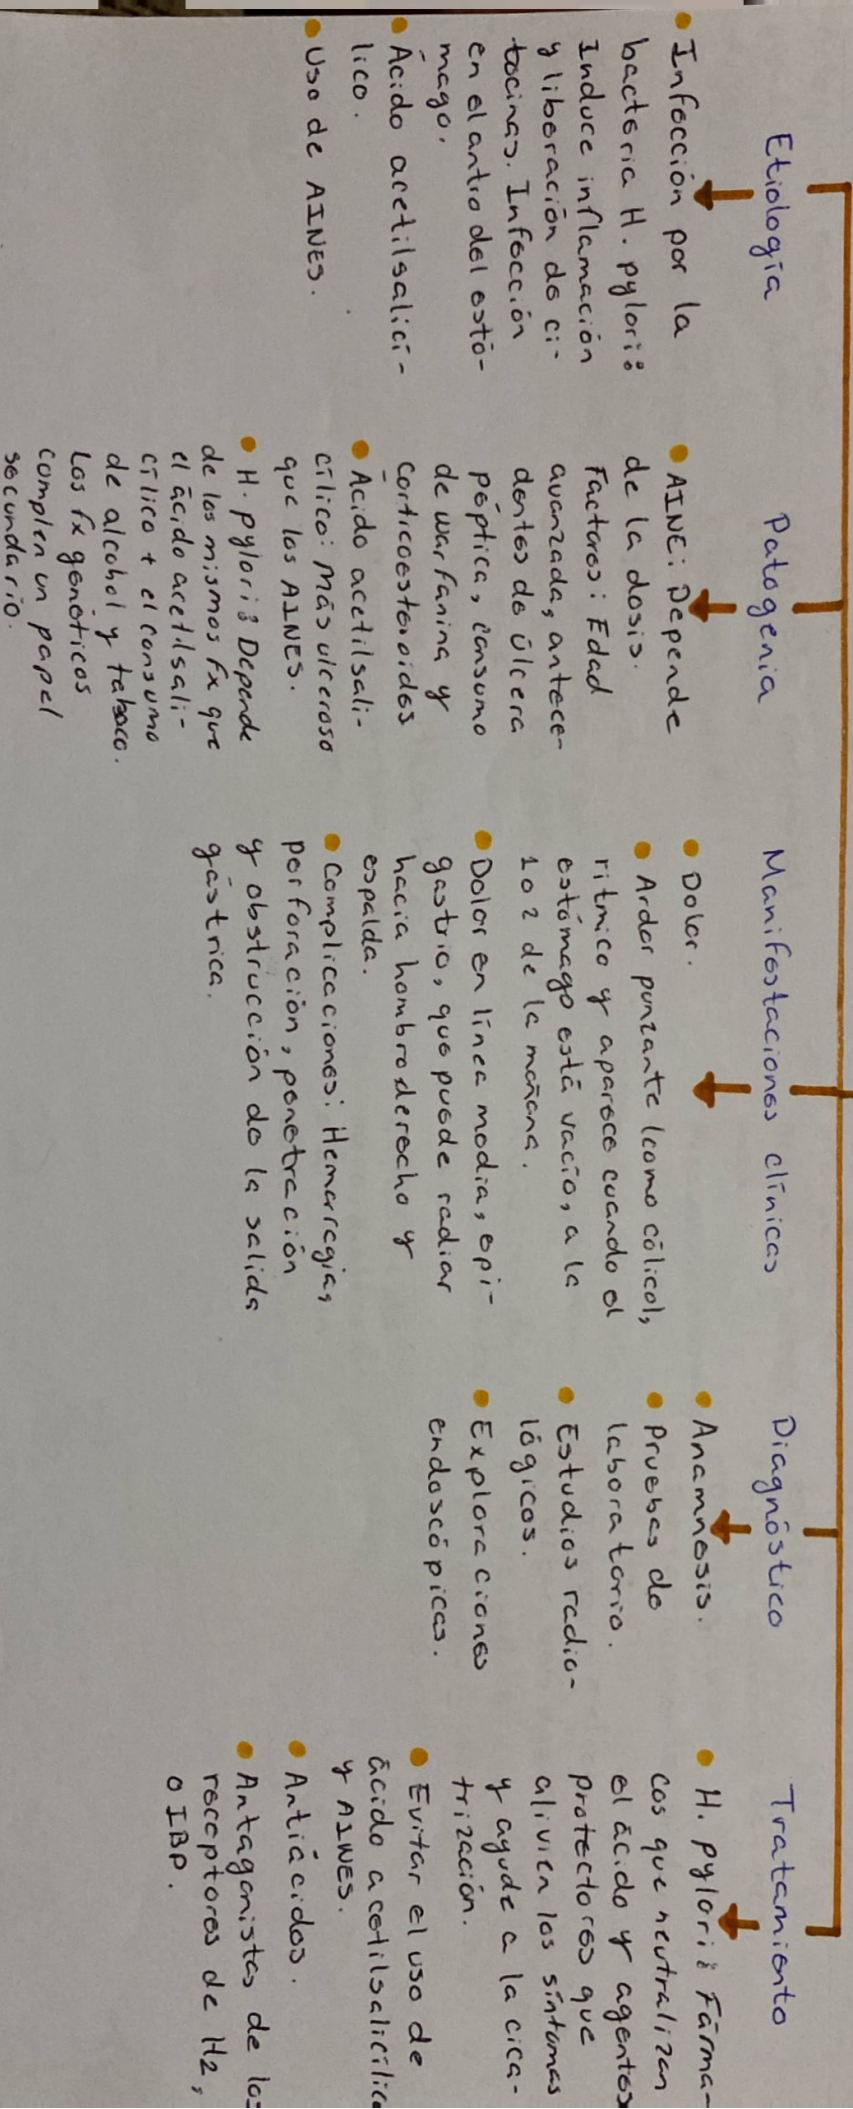 Etiología
• Infección por la
bacteria H. pylori:
Induce inflamación
y liberación de ci-
tocinas. Infección
en el antro del estó-
mago.
• Ácido acetilsalicí-
lico.
• Uso de AINES.
Patogenia
• AINE: Depende
de la dosis.
Factores: Edad
avanzada, antece-
dentes de úlcera
péptica, consumo
de warfarina y
corticoesteroides
• Ácido acetilsali-
cílico: Más ulceroso
que los AINES.
• H. pylori: Depende
de los mismos fx que
el ácido acetilsali-
cílico + el consumo
de alcohol y tabaco.
Los fx genéticos
complen un papel
secundario.
Manifestaciones clínicas
• Dolor.
• Ardor punzante (como cólico),
rítmico y aparece cuando el
estómago está vacío, a la
1 o 2 de la mañana.
• Dolor en línea media, epi-
gastrio, que puede radiar
hacia hombro derecho y
espalda.
• Complicaciones: Hemorragia,
perforación, penetración
y obstrucción de la salida
gástrica.
Diagnóstico
• Anamnesis.
• Pruebas de
laboratorio.
• Estudios radio-
lógicos.
• Exploraciones
endoscópicas.
Tratamiento
• H. pylori: Fárma-
cos que neutralizan
el ácido y agentes
protectores que
alivien los síntomas
y ayude a la cica-
trización.
• Evitar el uso de
ácido acetilsalicílico
y AINES.
• Antiácidos.
• Antagonistas de los
receptores de H2,
o IBP.